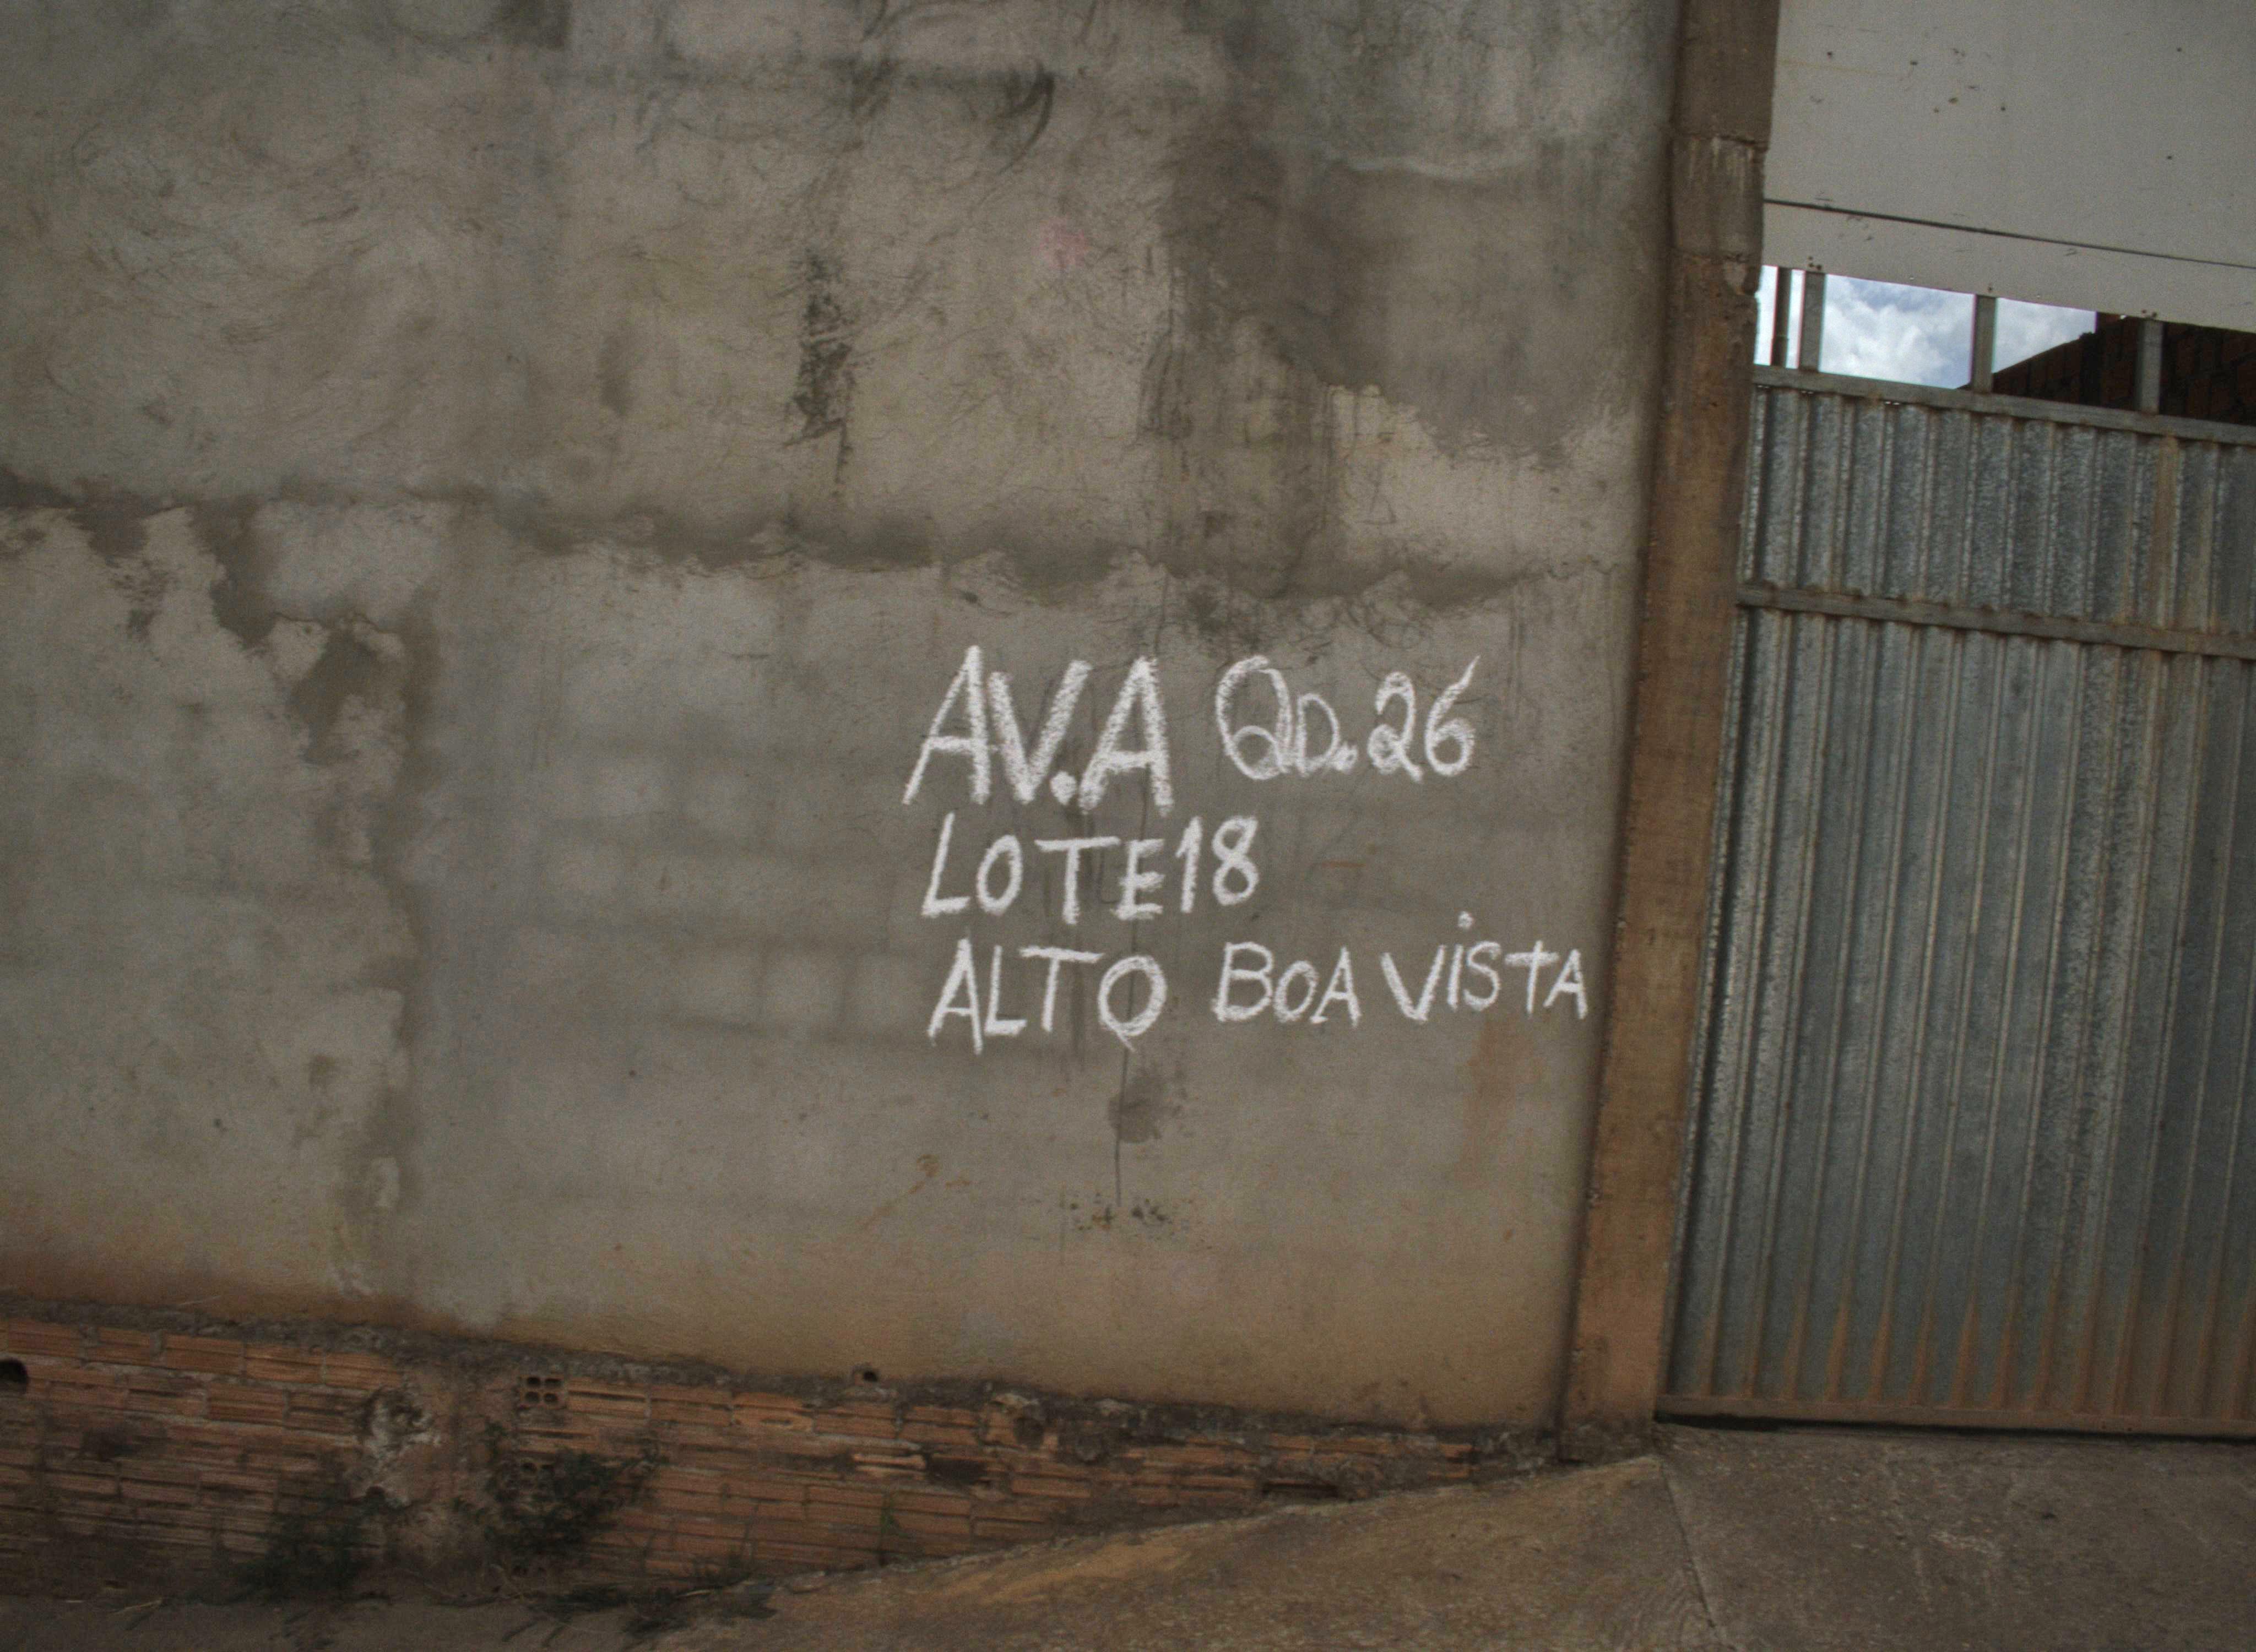 AV.A QD.26
LOTE18
ALTO BOA VISTA